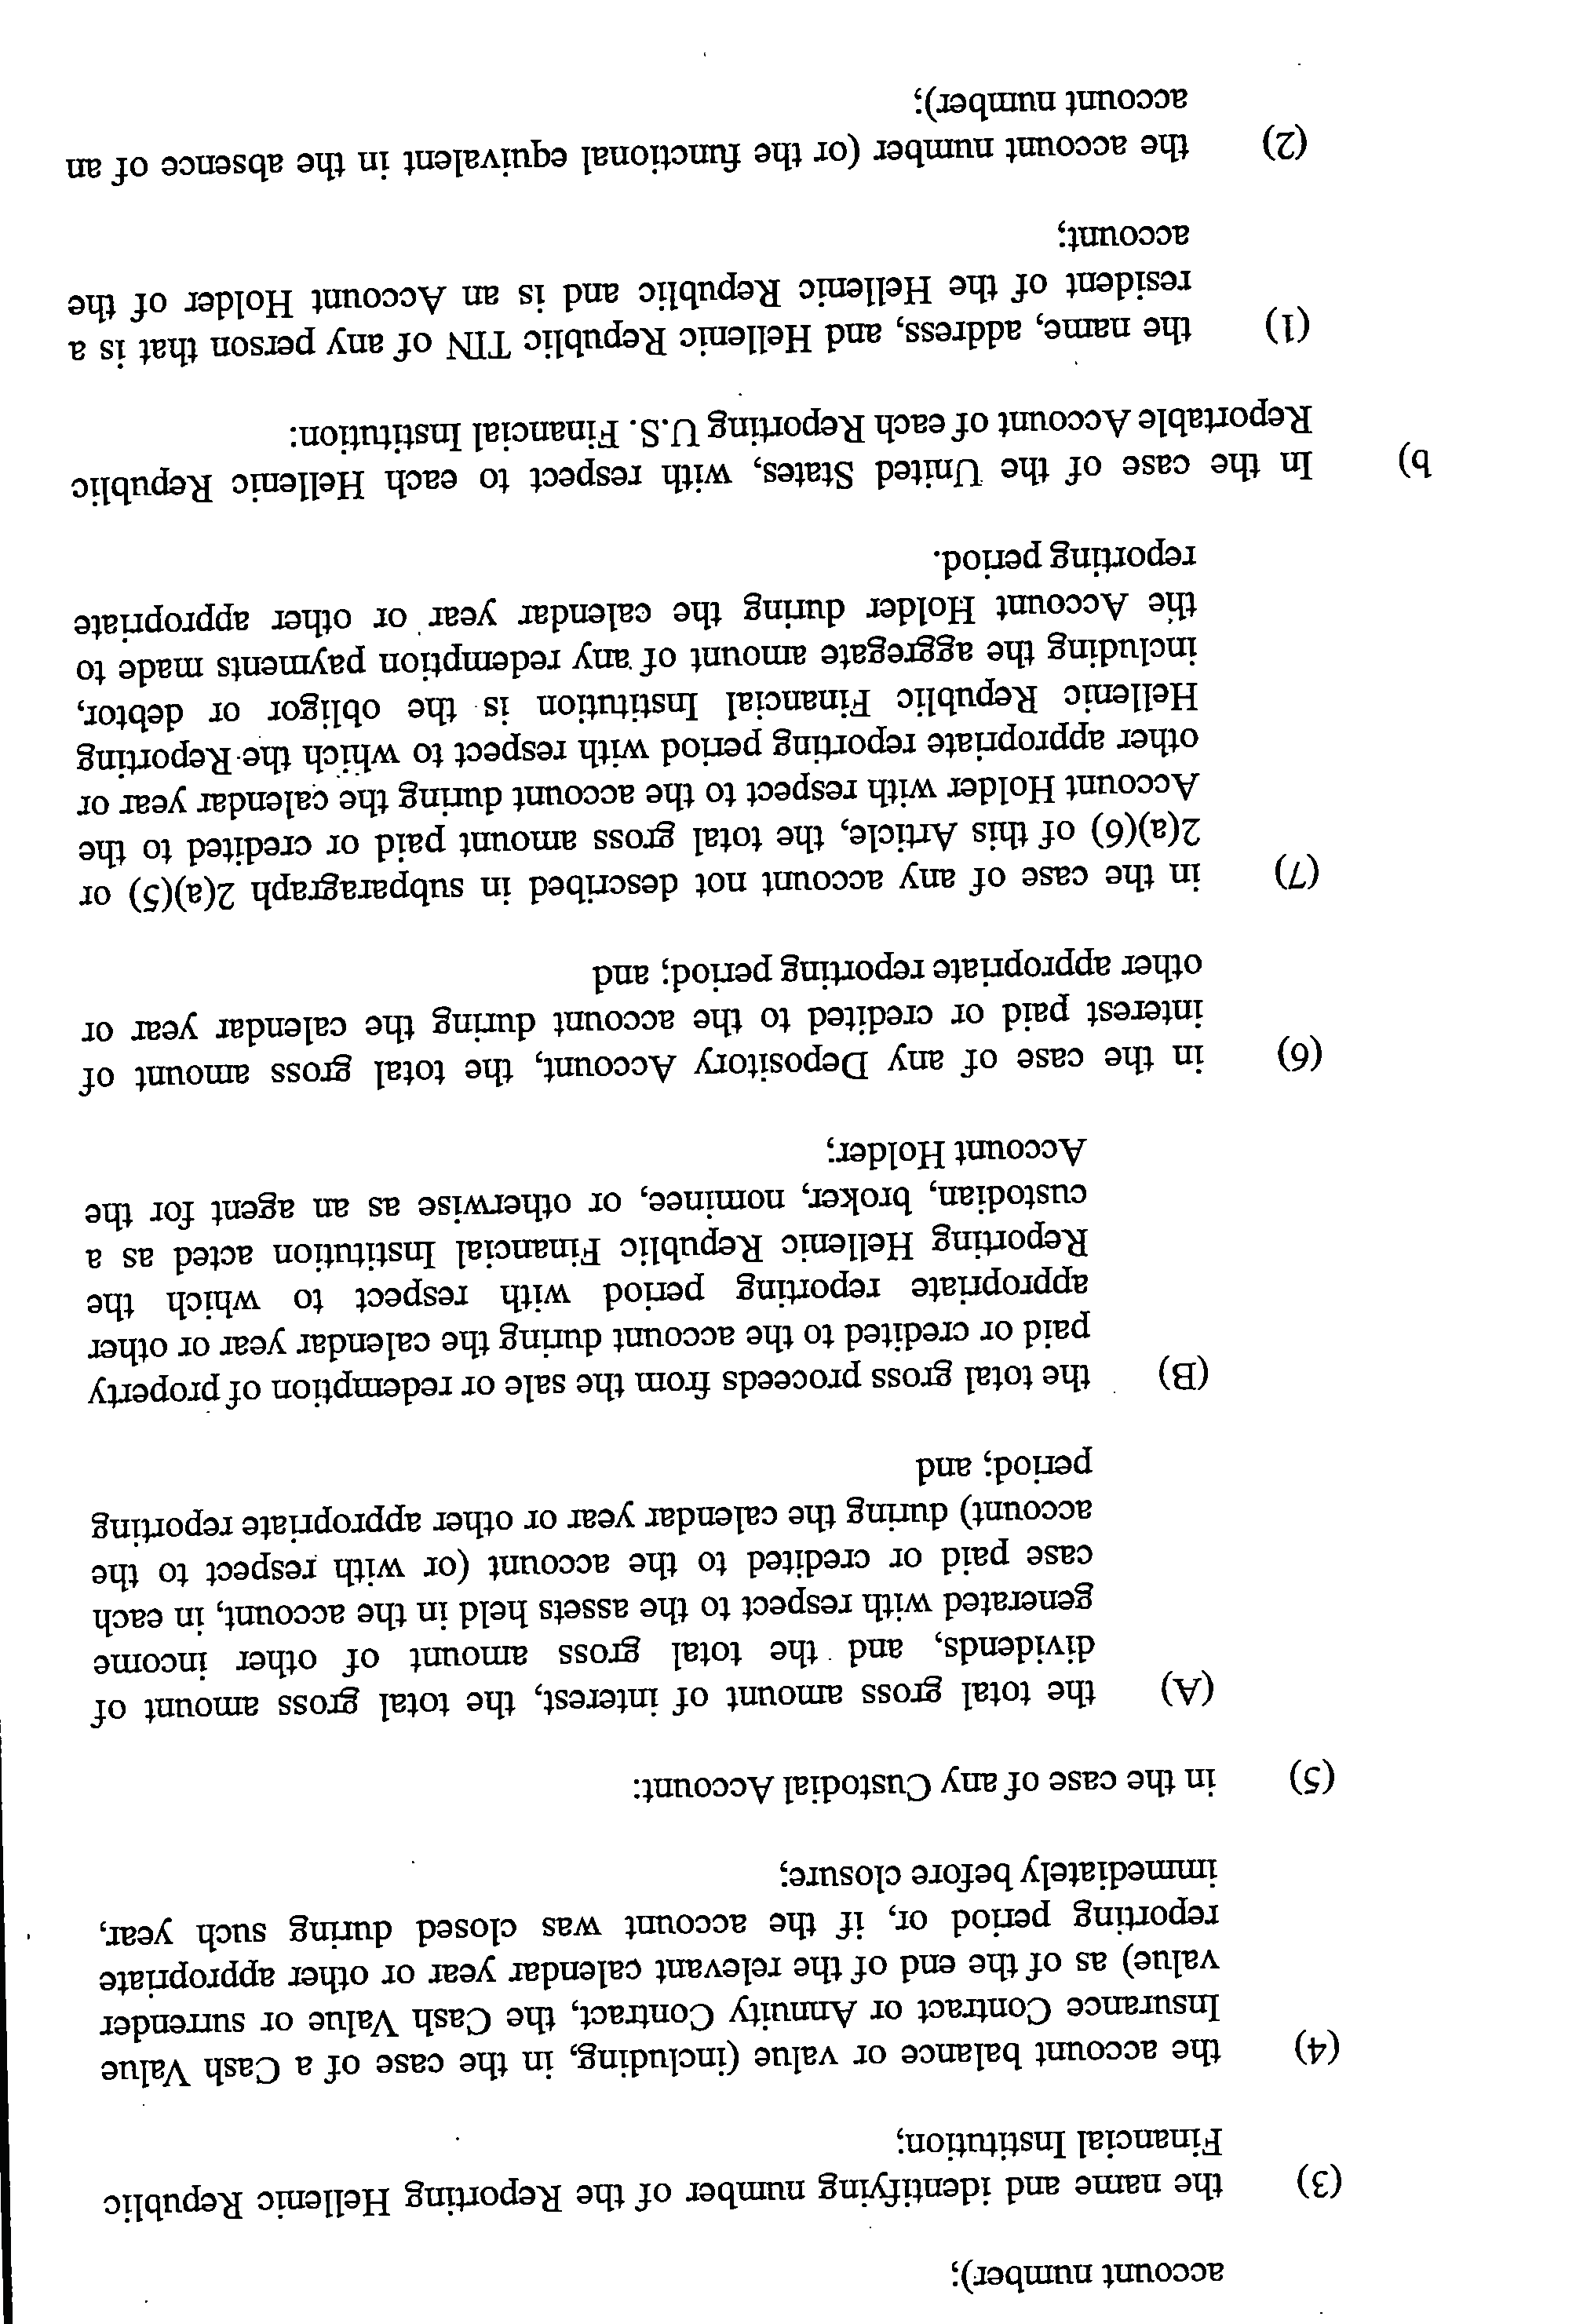 account number);
(3) the name and identifying number of the Reporting Hellenic Republic
Financial Institution;
(4) the account balance or value (including, in the case of a Cash Value
Insurance Contract or Annuity Contract, the Cash Value or surrender
value) as of the end of the relevant calendar year or other appropriate
reporting period or, if the account was closed during such year,
immediately before closure;
(5) in the case of any Custodial Account:
(A) the total gross amount of interest, the total gross amount of
dividends, and the total gross amount of other income
generated with respect to the assets held in the account, in each
case paid or credited to the account (or with respect to the
account) during the calendar year or other appropriate reporting
period; and
(B) the total gross proceeds from the sale or redemption of property
paid or credited to the account during the calendar year or other
appropriate reporting period with respect to which the
Reporting Hellenic Republic Financial Institution acted as a
custodian, broker, nominee, or otherwise as an agent for the
Account Holder;
(6) in the case of any Depository Account, the total gross amount of
interest paid or credited to the account during the calendar year or
other appropriate reporting period; and
(7) in the case of any account not described in subparagraph 2(a)(5) or
2(a)(6) of this Article, the total gross amount paid or credited to the
Account Holder with respect to the account during the calendar year or
other appropriate reporting period with respect to which the Reporting
Hellenic Republic Financial Institution is the obligor or debtor,
including the aggregate amount of any redemption payments made to
the Account Holder during the calendar year or other appropriate
reporting period.
b) In the case of the United States, with respect to each Hellenic Republic
Reportable Account of each Reporting U.S. Financial Institution:
(1) the name, address, and Hellenic Republic TIN of any person that is a
resident of the Hellenic Republic and is an Account Holder of the
account;
(2) the account number (or the functional equivalent in the absence of an
account number);